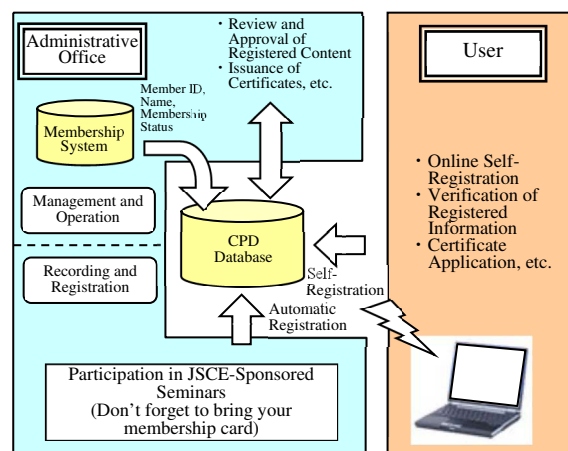 Administrative
Office
・ Review and
Approval of
Registered Content
・ Issuance of
Certificates, etc.
User
Member ID,
Name,
Membership
Status
Membership
System
Management and
Operation
Recording and
Registration
CPD
Database
Self-
Registration
Automatic
Registration
・ Online Self-
Registration
・ Verification of
Registered
Information
・ Certificate
Application, etc.
Participation in JSCE-Sponsored
Seminars
(Don’t forget to bring your
membership card)